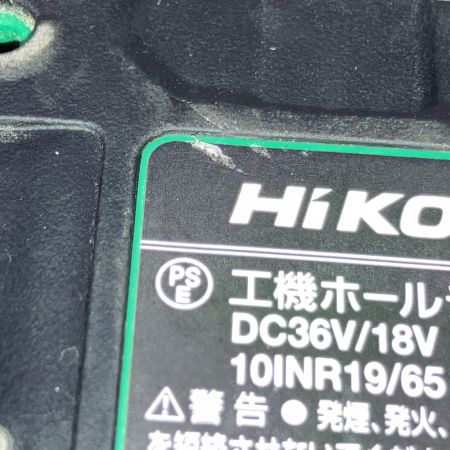 HiKO
PSE 工機ホール
DC36V/18V
10INR19/65
警告 ● 発煙、発火、